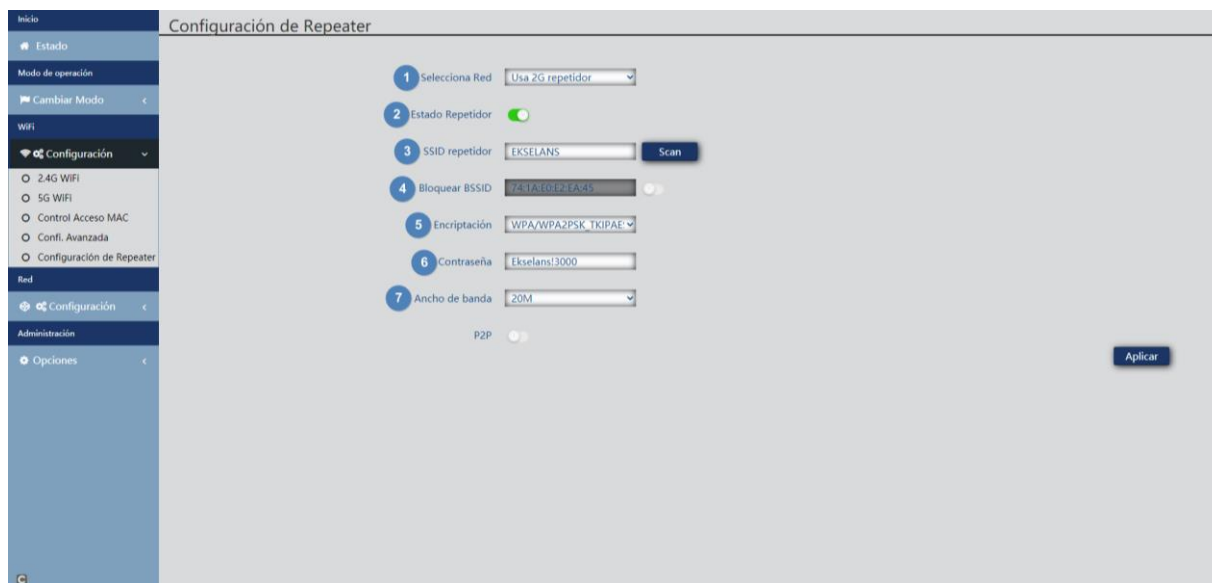 Inicio
Estado
Modo de operación
Cambiar Modo
WiFi
Configuración
2.4G WiFi
5G WiFi
Control Acceso MAC
Confi. Avanzada
Configuración de Repeater
Red
Configuración
Administración
Opciones
Configuración de Repeater
1 Selecciona Red Usa 2G repetidor
2 Estado Repetidor
3 SSID repetidor EKSELANS Scan
4 Bloquear BSSID 74:1A:E0:E2:EA:45
5 Encriptación WPA/WPA2PSK_TKIPAE
6 Contraseña Ekselans!3000
7 Ancho de banda 20M
P2P
Aplicar